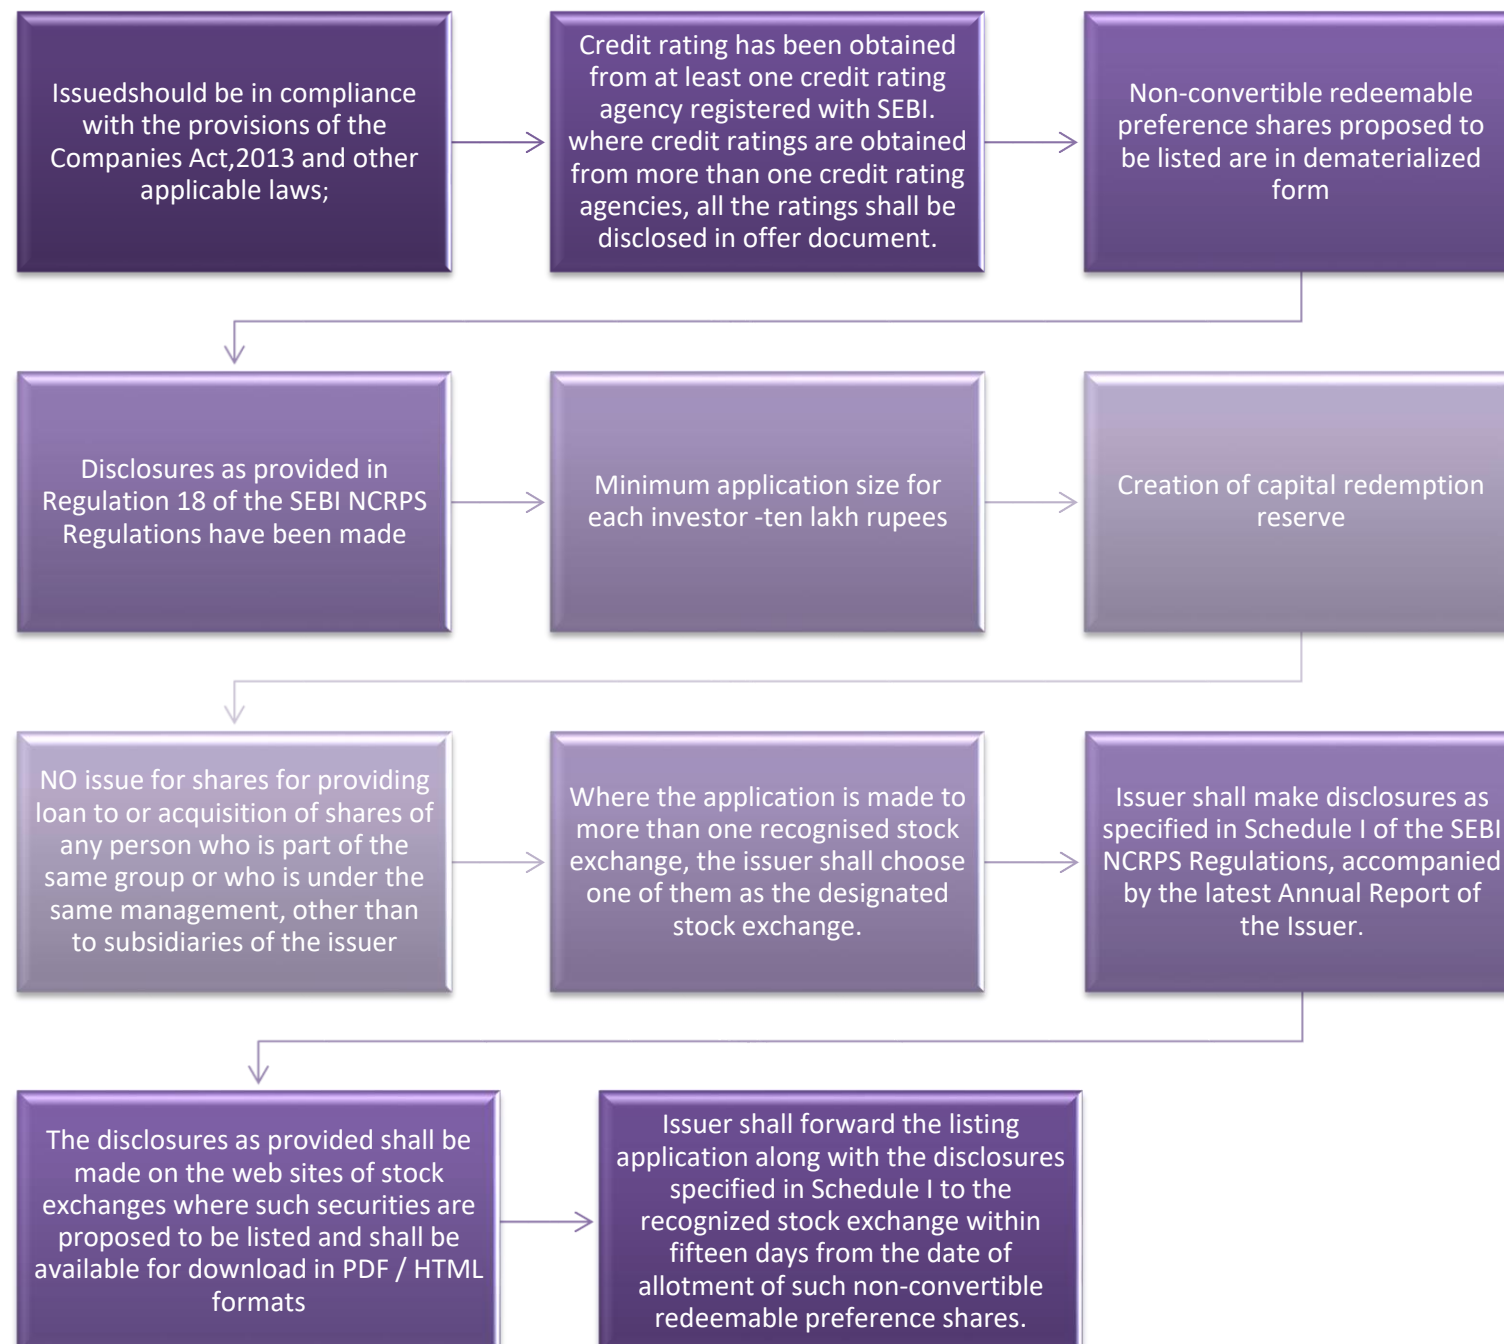 Issuedshould be in compliance
with the provisions of the
Companies Act,2013 and other
applicable laws;
Credit rating has been obtained
from at least one credit rating
agency registered with SEBI.
where credit ratings are obtained
from more than one credit rating
agencies, all the ratings shall be
disclosed in offer document.
Non-convertible redeemable
preference shares proposed to
be listed are in dematerialized
form
Disclosures as provided in
Regulation 18 of the SEBI NCRPS
Regulations have been made
Minimum application size for
each investor -ten lakh rupees
Creation of capital redemption
reserve
NO issue for shares for providing
loan to or acquisition of shares of
any person who is part of the
same group or who is under the
same management, other than
to subsidiaries of the issuer
Where the application is made to
more than one recognised stock
exchange, the issuer shall choose
one of them as the designated
stock exchange.
Issuer shall make disclosures as
specified in Schedule I of the SEBI
NCRPS Regulations, accompanied
by the latest Annual Report of
the Issuer.
The disclosures as provided shall be
made on the web sites of stock
exchanges where such securities are
proposed to be listed and shall be
available for download in PDF / HTML
formats
Issuer shall forward the listing
application along with the disclosures
specified in Schedule I to the
recognized stock exchange within
fifteen days from the date of
allotment of such non-convertible
redeemable preference shares.